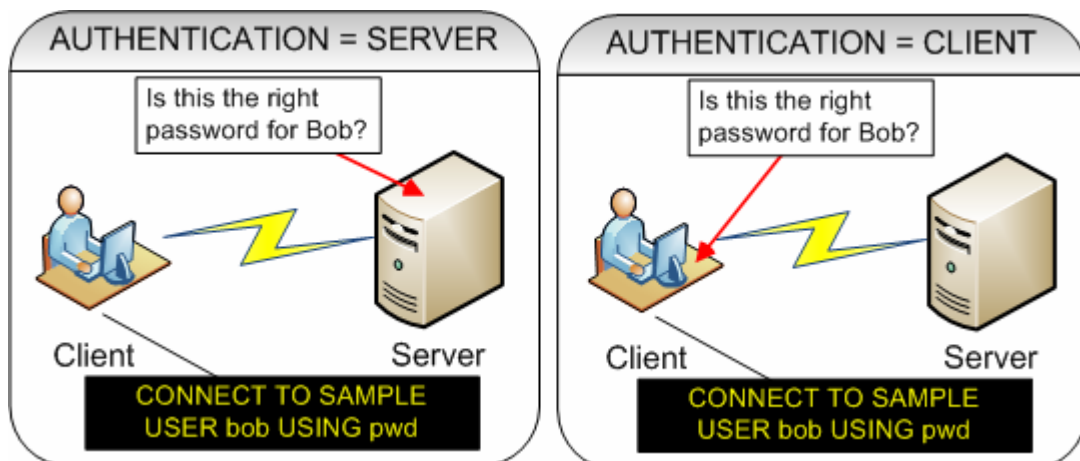 AUTHENTICATION = SERVER
Is this the right
password for Bob?
Client
Server
CONNECT TO SAMPLE
USER bob USING pwd
AUTHENTICATION = CLIENT
Is this the right
password for Bob?
Client
Server
CONNECT TO SAMPLE
USER bob USING pwd